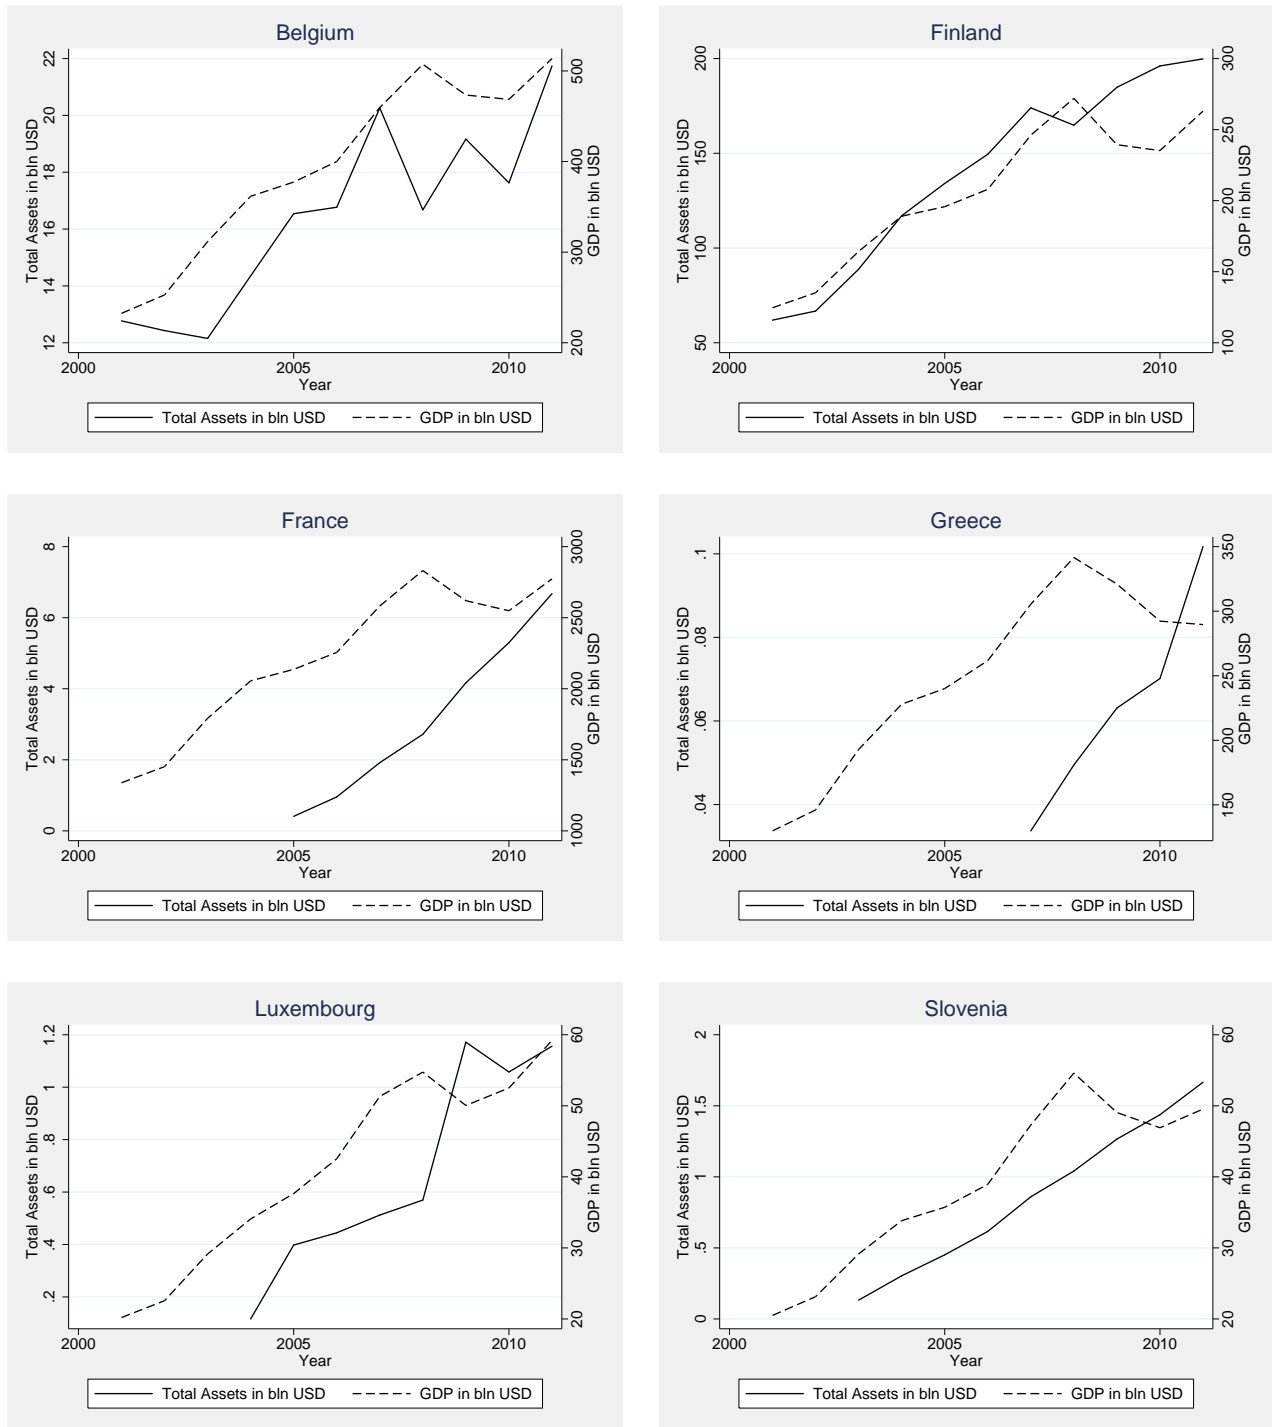 Belgium
Total Assets in bln USD
12 14 16 18 20 22
GDP in bln USD
200 300 400 500
2000 2005 2010
Year
Total Assets in bln USD GDP in bln USD
Finland
Total Assets in bln USD
50 100 150 200
GDP in bln USD
100 150 200 250 300
2000 2005 2010
Year
Total Assets in bln USD GDP in bln USD
France
Total Assets in bln USD
0 2 4 6 8
GDP in bln USD
1000 1500 2000 2500 3000
2000 2005 2010
Year
Total Assets in bln USD GDP in bln USD
Greece
Total Assets in bln USD
.04 .06 .08 .1
GDP in bln USD
150 200 250 300 350
2000 2005 2010
Year
Total Assets in bln USD GDP in bln USD
Luxembourg
Total Assets in bln USD
.2 .4 .6 .8 1 1.2
GDP in bln USD
20 30 40 50 60
2000 2005 2010
Year
Total Assets in bln USD GDP in bln USD
Slovenia
Total Assets in bln USD
0 .5 1 1.5 2
GDP in bln USD
20 30 40 50 60
2000 2005 2010
Year
Total Assets in bln USD GDP in bln USD